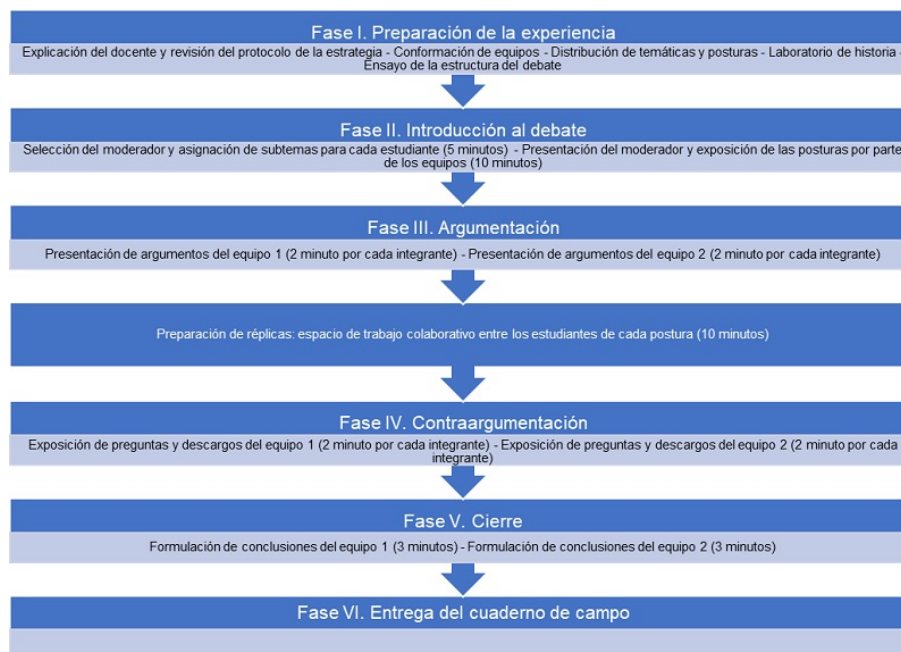 Fase I. Preparación de la experiencia
Explicación del docente y revisión del protocolo de la estrategia - Conformación de equipos - Distribución de temáticas y posturas - Laboratorio de historia -
Ensayo de la estructura del debate
Fase II. Introducción al debate
Selección del moderador y asignación de subtemas para cada estudiante (5 minutos) - Presentación del moderador y exposición de las posturas por parte
de los equipos (10 minutos)
Fase III. Argumentación
Presentación de argumentos del equipo 1 (2 minuto por cada integrante) - Presentación de argumentos del equipo 2 (2 minuto por cada integrante)
Preparación de réplicas: espacio de trabajo colaborativo entre los estudiantes de cada postura (10 minutos)
Fase IV. Contraargumentación
Exposición de preguntas y descargos del equipo 1 (2 minuto por cada integrante) - Exposición de preguntas y descargos del equipo 2 (2 minuto por cada
integrante)
Fase V. Cierre
Formulación de conclusiones del equipo 1 (3 minutos) - Formulación de conclusiones del equipo 2 (3 minutos)
Fase VI. Entrega del cuaderno de campo